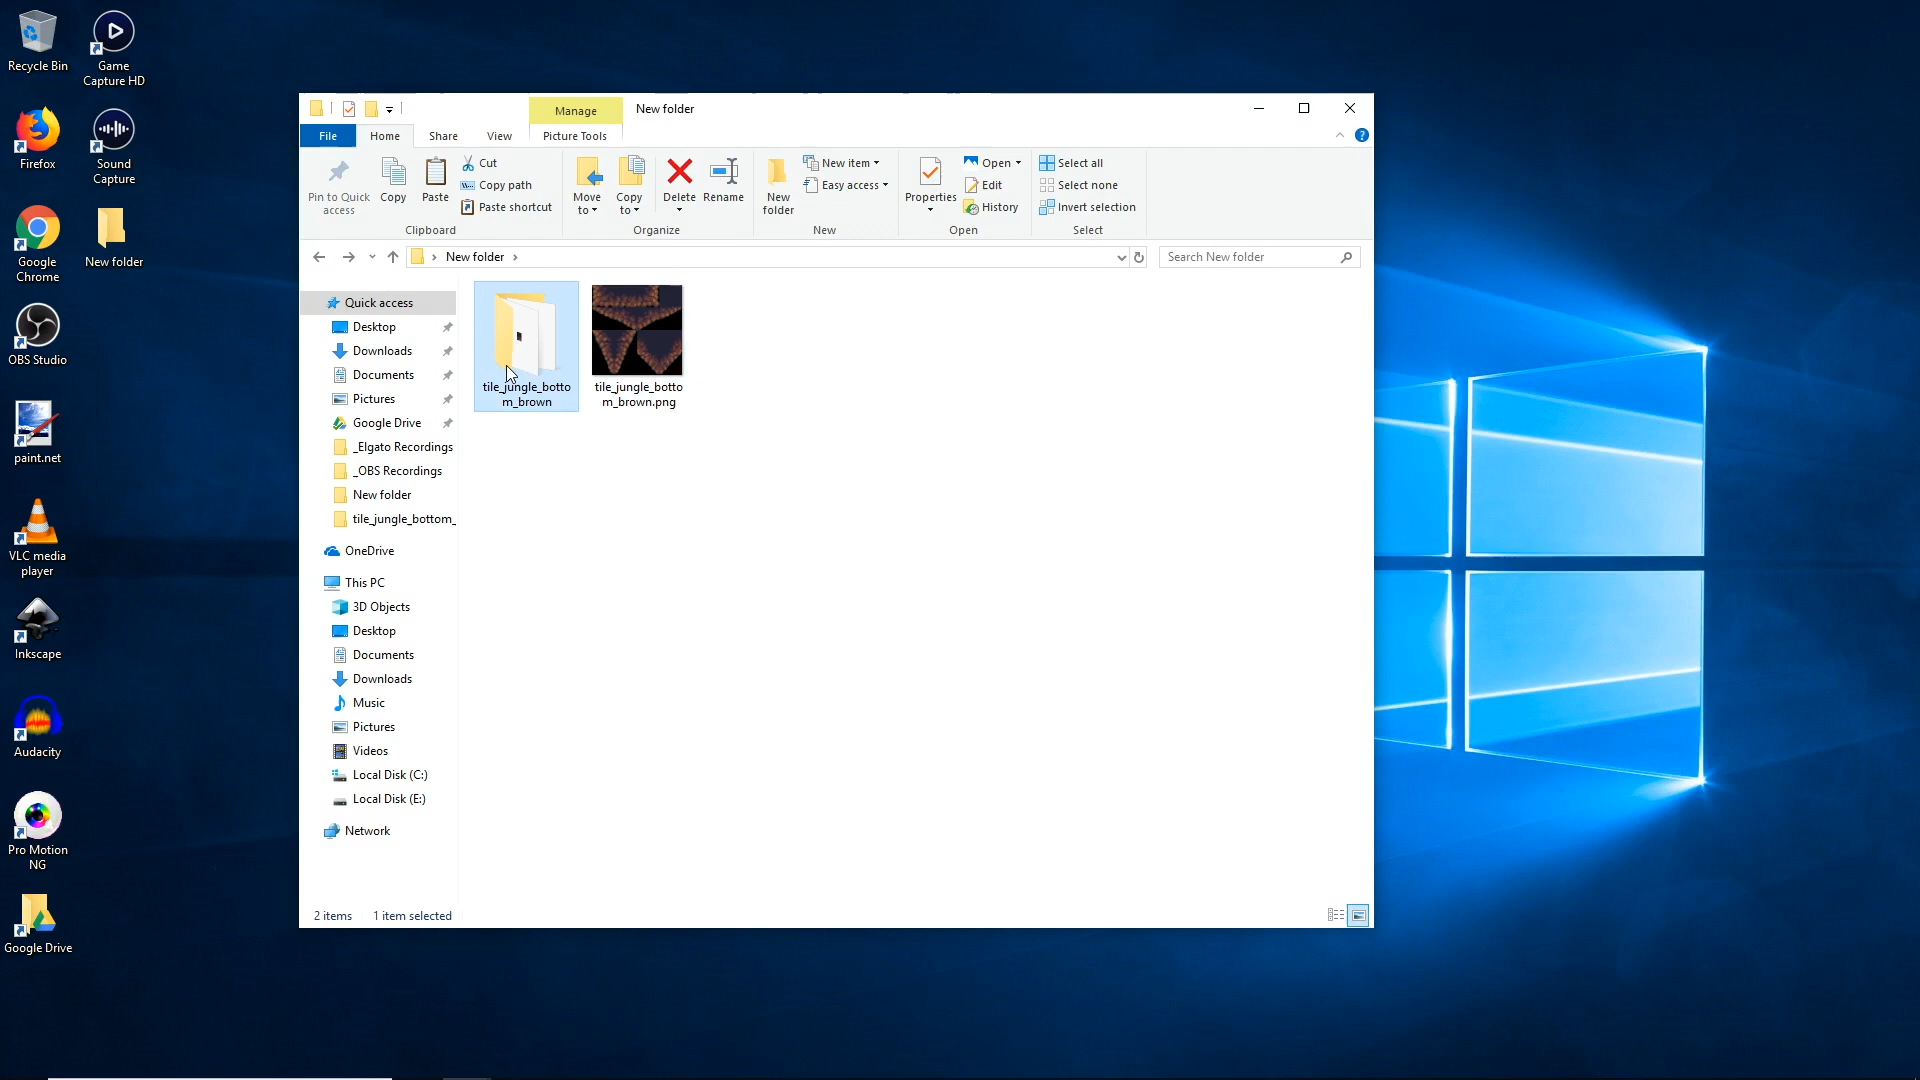 Recycle Bin
Game
Capture HD
Firefox
Sound
Capture
Google
Chrome
New folder
OBS Studio
paint.net
VLC media
player
Inkscape
Audacity
Pro Motion
NG
Google Drive
Manage
New folder
File
Home
Share
View
Picture Tools
Pin to Quick
access
Copy
Paste
Cut
Copy path
Paste shortcut
Clipboard
Move
to
Copy
to
Delete
Rename
Organize
New
folder
New item
Easy access
New
Properties
Open
Edit
History
Open
Select all
Select none
Invert selection
Select
New folder
Search New folder
Quick access
Desktop
Downloads
Documents
Pictures
Google Drive
_Elgato Recordings
_OBS Recordings
New folder
tile_jungle_bottom_
OneDrive
This PC
3D Objects
Desktop
Documents
Downloads
Music
Pictures
Videos
Local Disk (C:)
Local Disk (E:)
Network
tile_jungle_botto
m_brown
tile_jungle_botto
m_brown.png
2 items
1 item selected